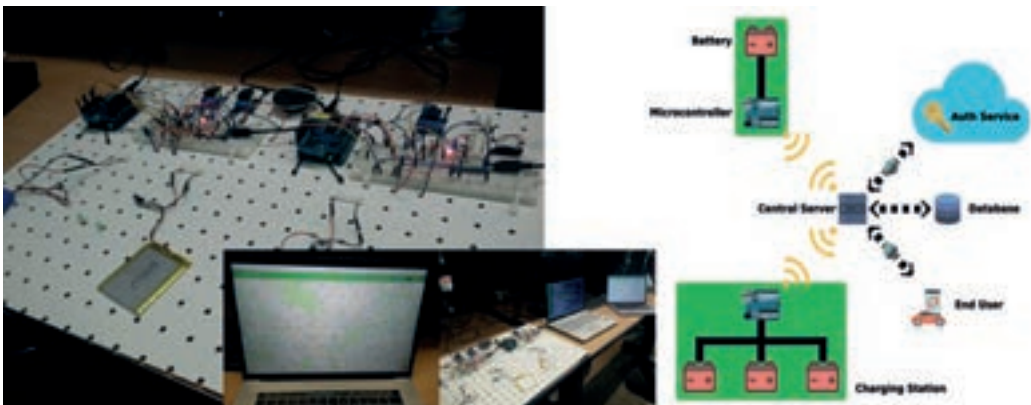 Battery
Microcontroller
Auth Service
Central Server
Database
End User
Charging Station